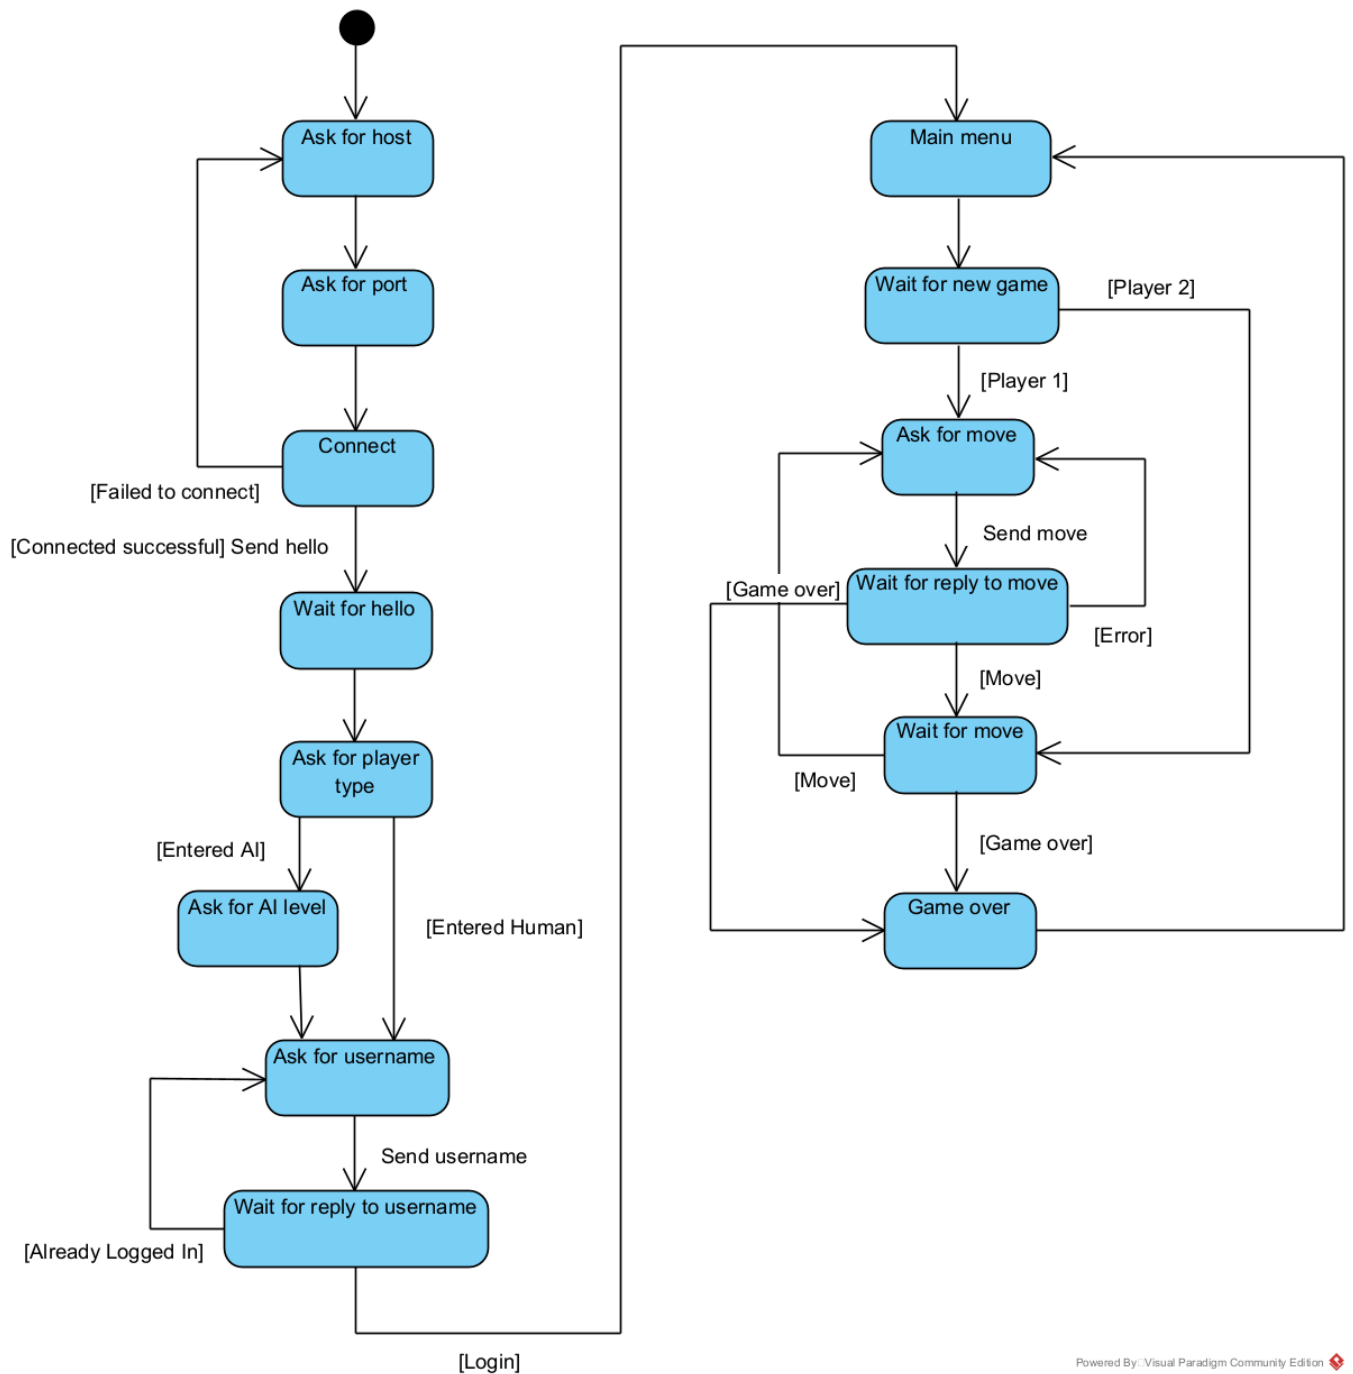 Ask for host
Ask for port
Connect
[Failed to connect]
[Connected successful] Send hello
Wait for hello
Ask for player
type
[Entered AI]
Ask for AI level
[Entered Human]
Ask for username
Send username
Wait for reply to username
[Already Logged In]
[Login]
Main menu
Wait for new game
[Player 2]
[Player 1]
Ask for move
Send move
Wait for reply to move
[Game over]
[Error]
[Move]
Wait for move
[Move]
[Game over]
Game over
Powered By Visual Paradigm Community Edition